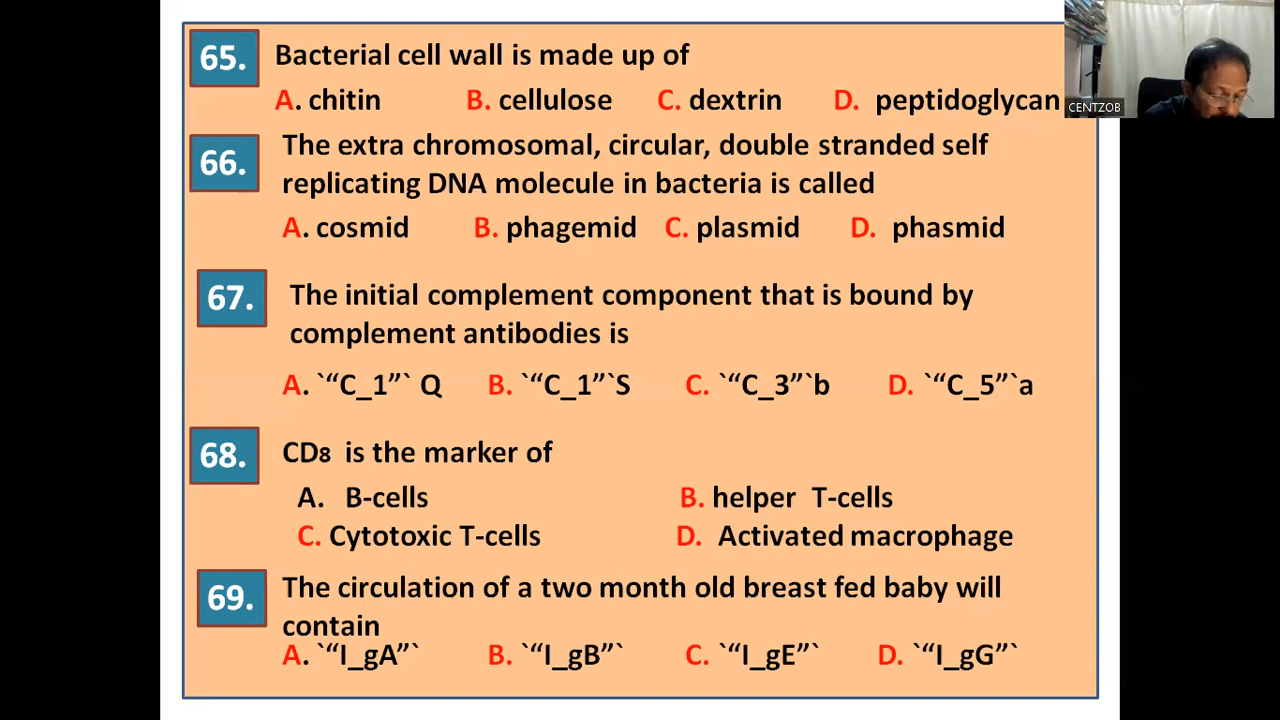 65. Bacterial cell wall is made up of
A. chitin B. cellulose C. dextrin D. peptidoglycan
CENTZOB
66. The extra chromosomal, circular, double stranded self
replicating DNA molecule in bacteria is called
A. cosmid B. phagemid C. plasmid D. phasmid
67. The initial complement component that is bound by
complement antibodies is
A. `“C_1”` Q B. `“C_1”`S C. `“C_3”`b D. `“C_5”`a
68. CD8 is the marker of
A. B-cells B. helper T-cells
C. Cytotoxic T-cells D. Activated macrophage
69. The circulation of a two month old breast fed baby will
contain
A. `“I_gA”` B. `“I_gB”` C. `“I_gE”` D. `“I_gG”`